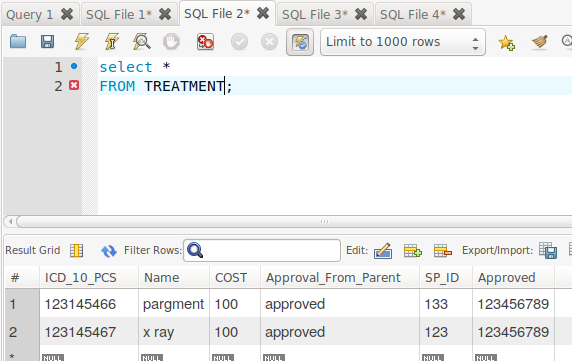 Query 1 SQL File 1* SQL File 2* SQL File 3* SQL File 4*
Limit to 1000 rows
1 select *
2 FROM TREATMENT;
Result Grid Filter Rows: Edit: Export/Import:
# ICD_10_PCS Name COST Approval_From_Parent SP_ID Approved
1 123145466 pargment 100 approved 133 123456789
2 123145467 x ray 100 approved 123 123456789
* NULL NULL NULL NULL NULL NULL